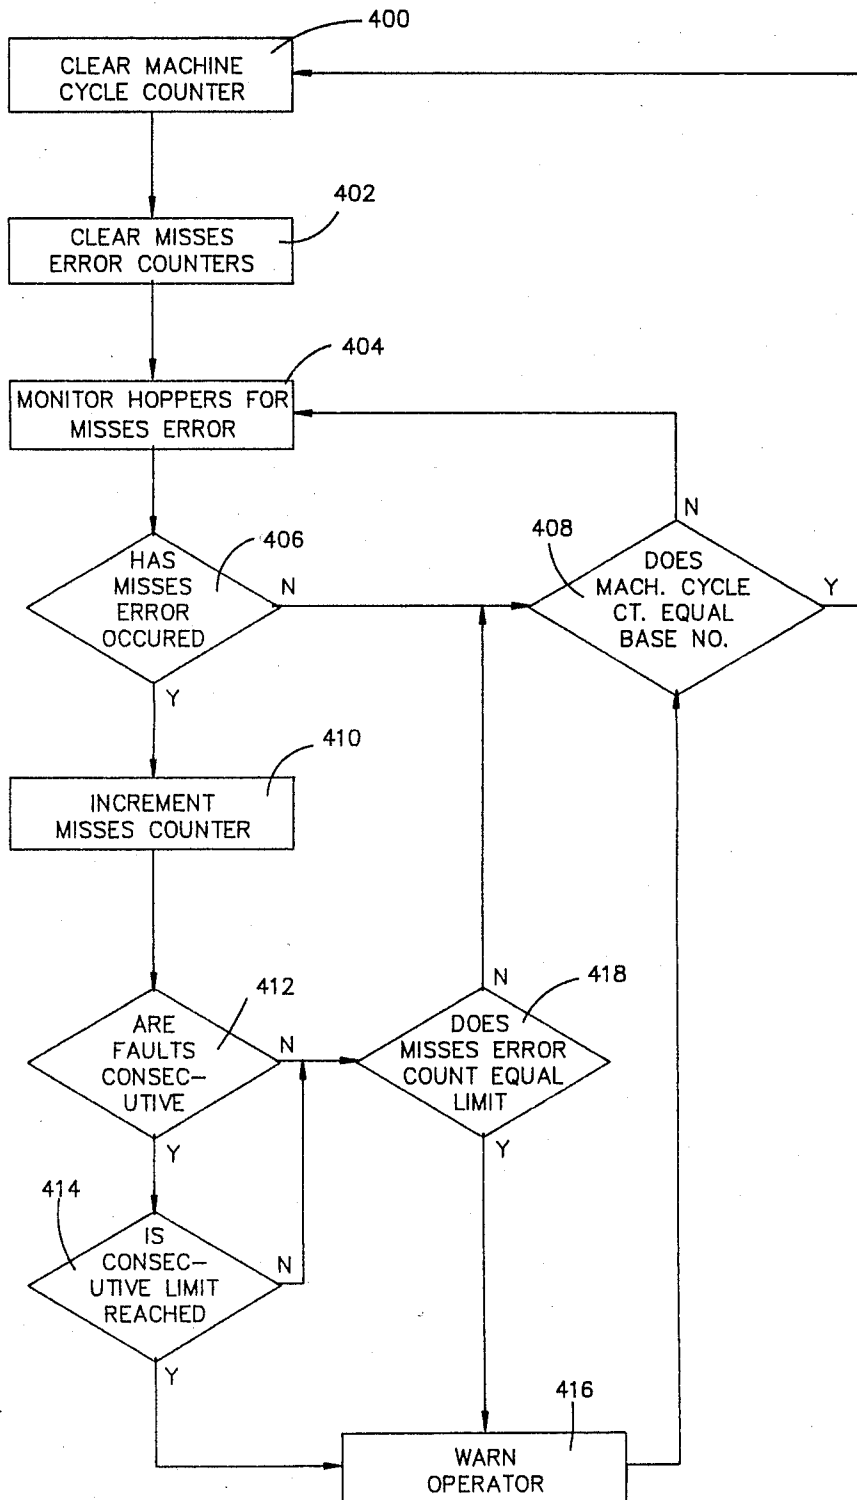 400
CLEAR MACHINE
CYCLE COUNTER
402
CLEAR MISSES
ERROR COUNTERS
404
MONITOR HOPPERS FOR
MISSES ERROR
406
HAS
MISSES
ERROR
OCCURED
N
Y
408
DOES
MACH. CYCLE
CT. EQUAL
BASE NO.
N
Y
410
INCREMENT
MISSES COUNTER
412
ARE
FAULTS
CONSEC-
UTIVE
N
Y
418
DOES
MISSES ERROR
COUNT EQUAL
LIMIT
N
Y
414
IS
CONSEC-
UTIVE LIMIT
REACHED
N
Y
416
WARN
OPERATOR